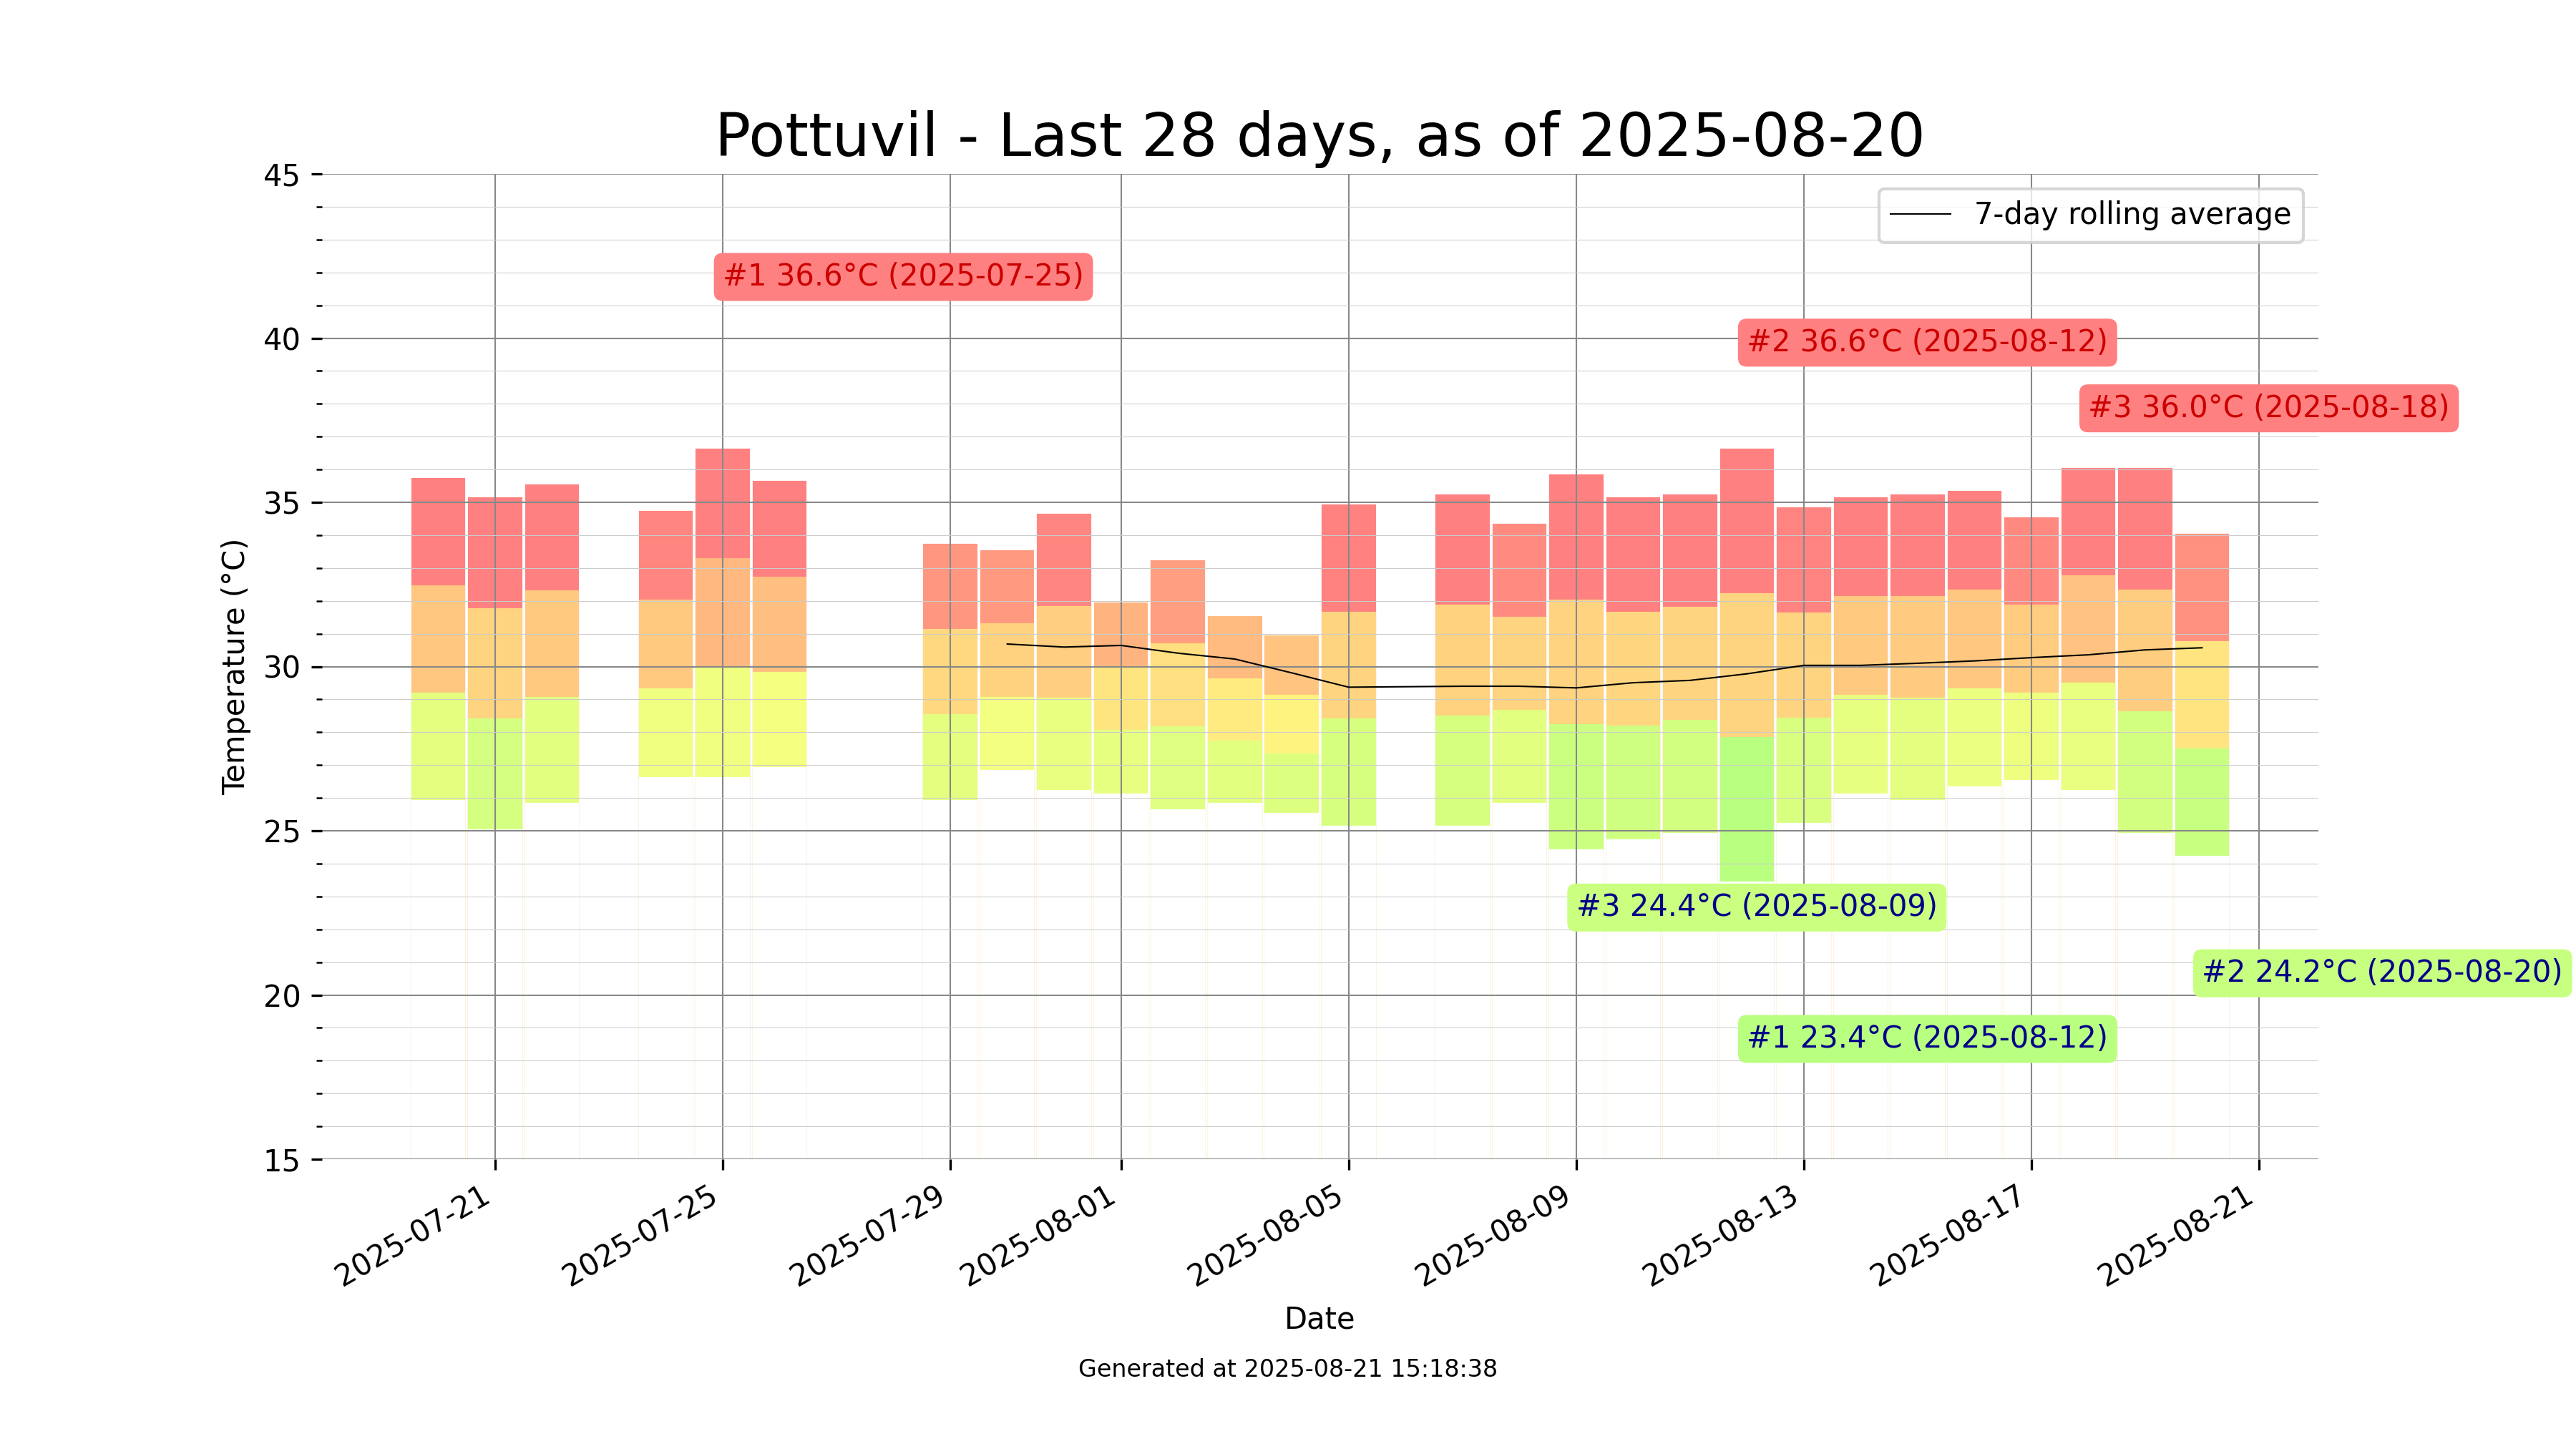 Pottuvil - Last 28 days, as of 2025-08-20
7-day rolling average
#1 36.6°C (2025-07-25)
#2 36.6°C (2025-08-12)
#3 36.0°C (2025-08-18)
#3 24.4°C (2025-08-09)
#2 24.2°C (2025-08-20)
#1 23.4°C (2025-08-12)
Temperature (°C)
45
40
35
30
25
20
15
2025-07-21
2025-07-25
2025-07-29
2025-08-01
2025-08-05
2025-08-09
2025-08-13
2025-08-17
2025-08-21
Date
Generated at 2025-08-21 15:18:38